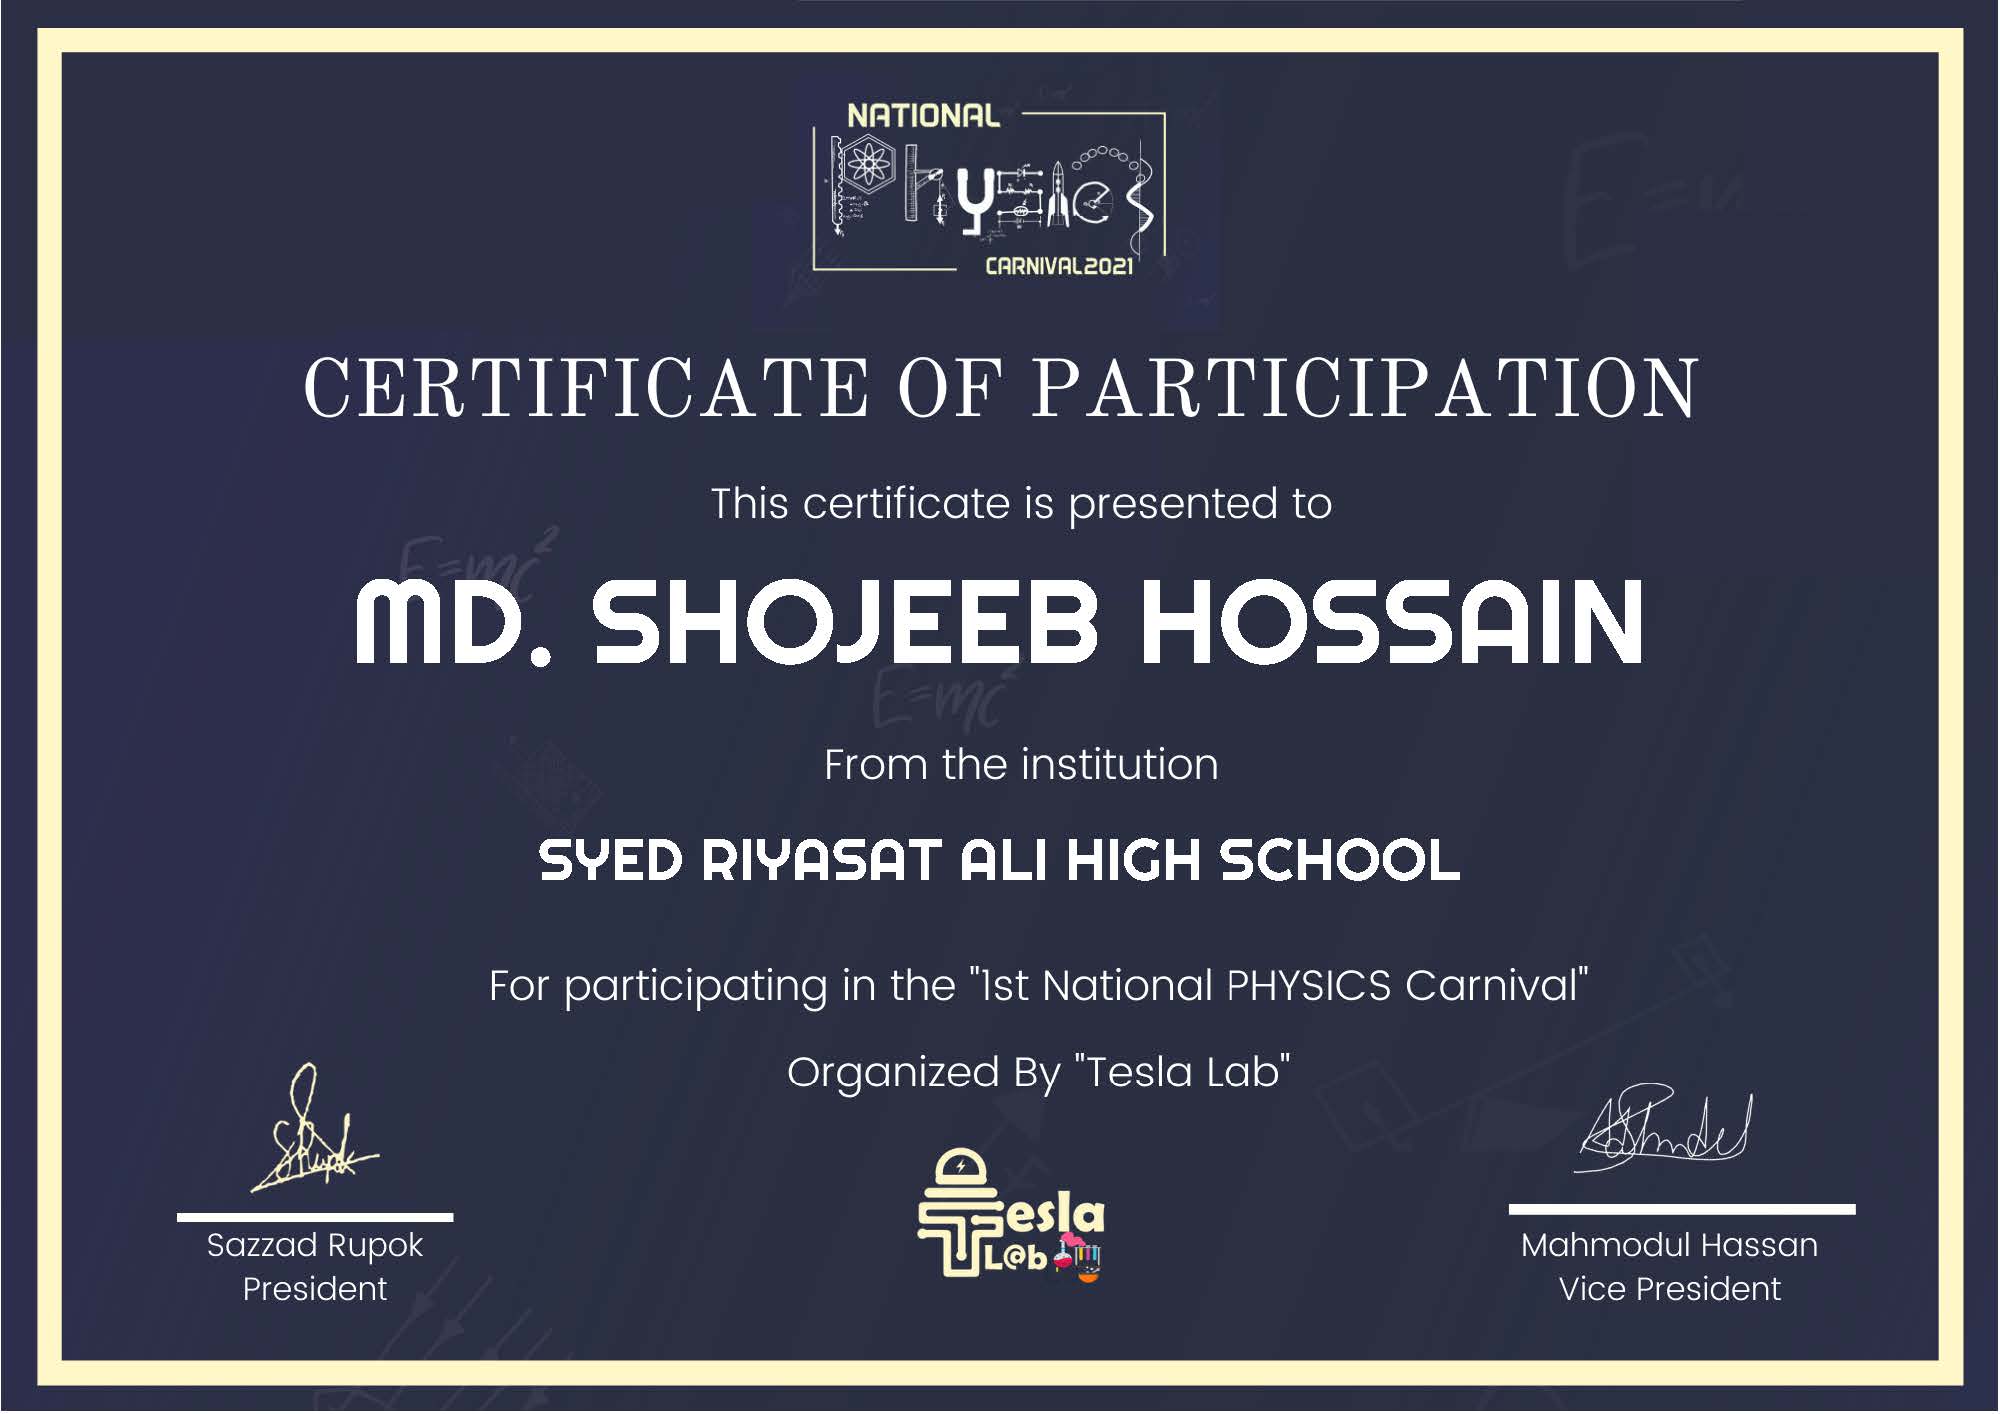 NATIONAL
Physics
CARNIVAL2021
CERTIFICATE OF PARTICIPATION
This certificate is presented to
E=mc²
MD. SHOJEEB HOSSAIN
E=mc²
From the institution
SYED RIYASAT ALI HIGH SCHOOL
For participating in the "1st National PHYSICS Carnival"
Organized By "Tesla Lab"
Tesla
L@b
Sazzad Rupok
President
Mahmodul Hassan
Vice President